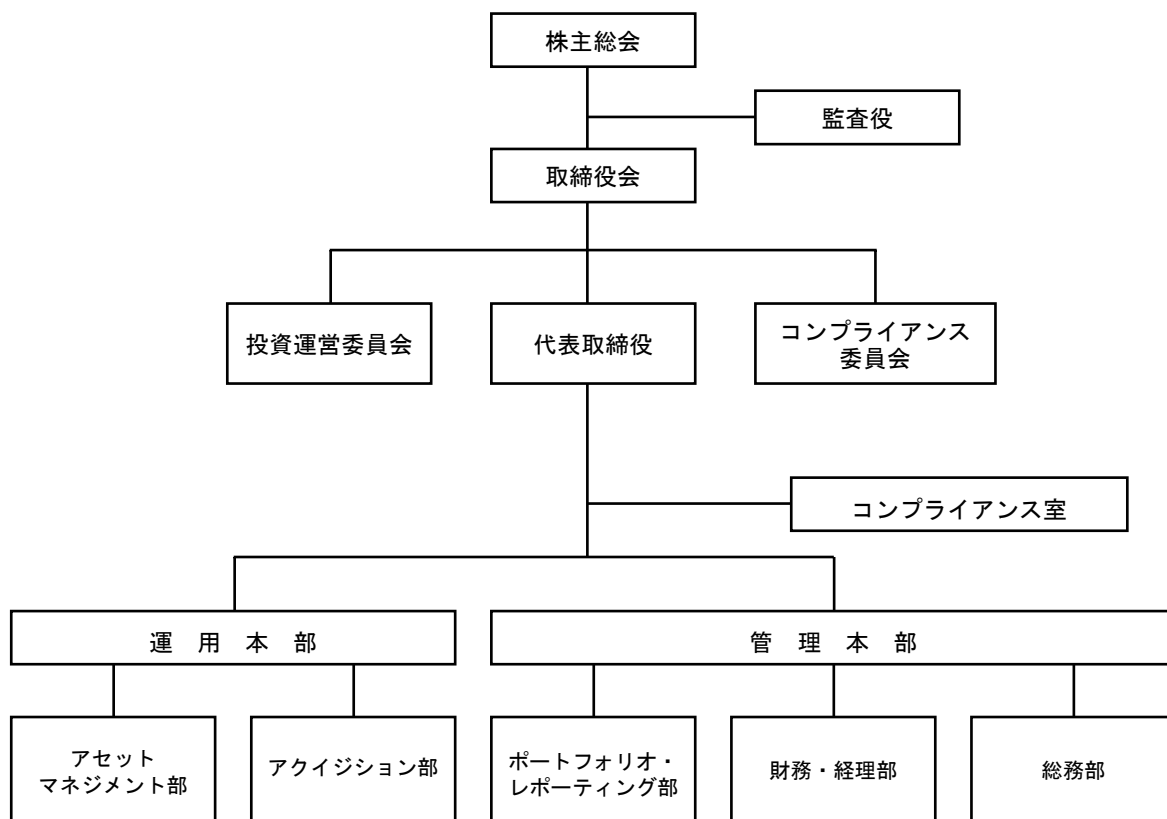 株主総会
監査役
取締役会
投資運営委員会
代表取締役
コンプライアンス
委員会
コンプライアンス室
運用本部
管理本部
アセット
マネジメント部
アクイジション部
ポートフォリオ・
レポーティング部
財務・経理部
総務部